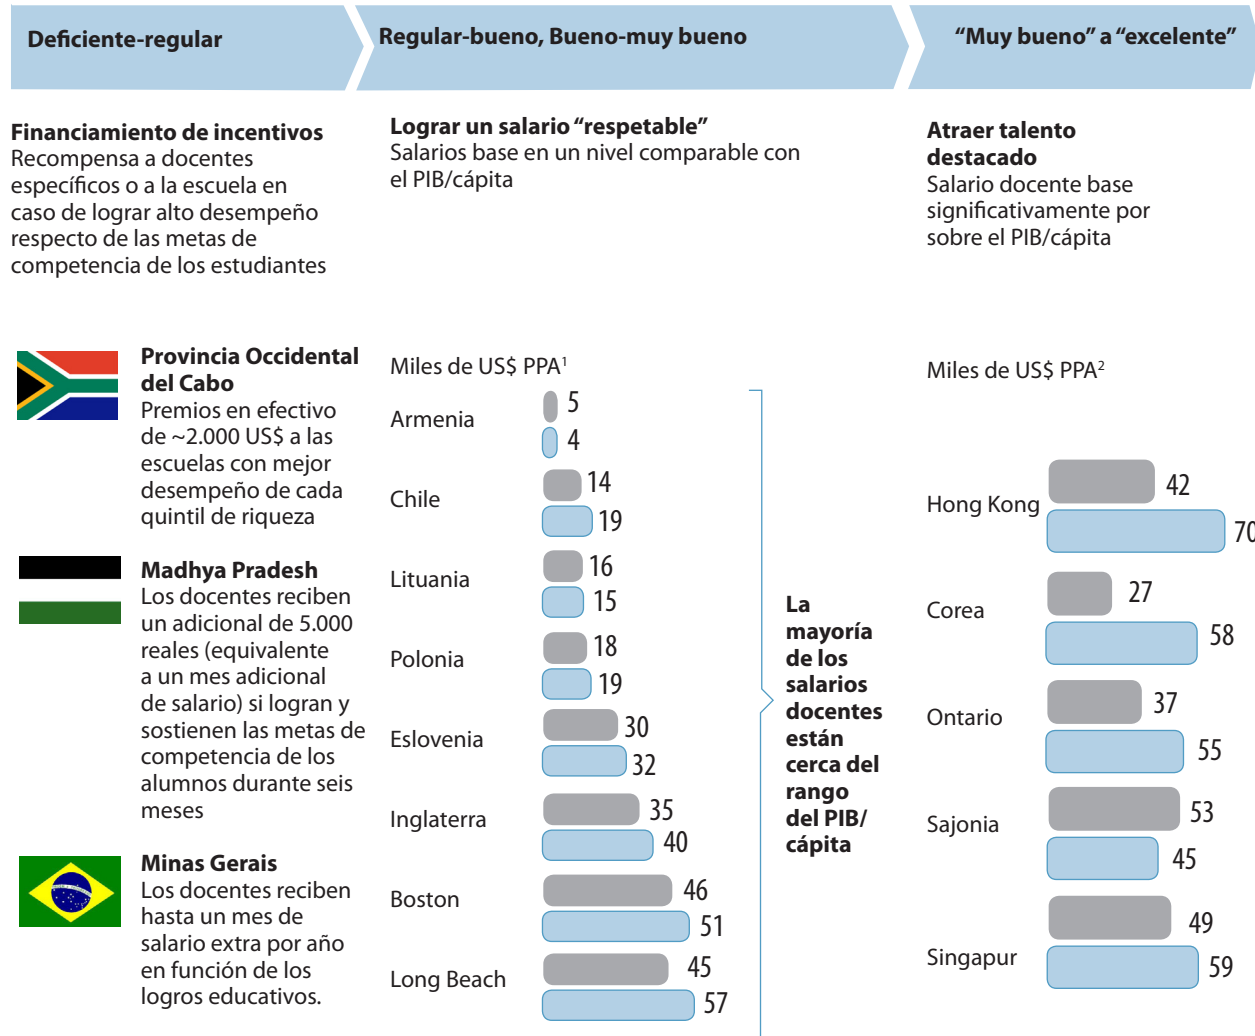 Deficiente-regular
Regular-bueno, Bueno-muy bueno
“Muy bueno” a “excelente”
Financiamiento de incentivos
Recompensa a docentes
específicos o a la escuela en
caso de lograr alto desempeño
respecto de las metas de
competencia de los estudiantes
Lograr un salario “respetable”
Salarios base en un nivel comparable con
el PIB/cápita
Atraer talento
destacado
Salario docente base
significativamente por
sobre el PIB/cápita
Provincia Occidental
del Cabo
Premios en efectivo
de ~2.000 US$ a las
escuelas con mejor
desempeño de cada
quintil de riqueza
Madhya Pradesh
Los docentes reciben
un adicional de 5.000
reales (equivalente
a un mes adicional
de salario) si logran y
sostienen las metas de
competencia de los
alumnos durante seis
meses
Minas Gerais
Los docentes reciben
hasta un mes de
salario extra por año
en función de los
logros educativos.
Miles de US$ PPA¹
Armenia
5
4
Chile
14
19
Lituania
16
15
Polonia
18
19
Eslovenia
30
32
Inglaterra
35
40
Boston
46
51
Long Beach
45
57
La
mayoría
de los
salarios
docentes
están
cerca del
rango
del PIB/
cápita
Miles de US$ PPA²
Hong Kong
42
70
Corea
27
58
Ontario
37
55
Sajonia
53
45
Singapur
49
59